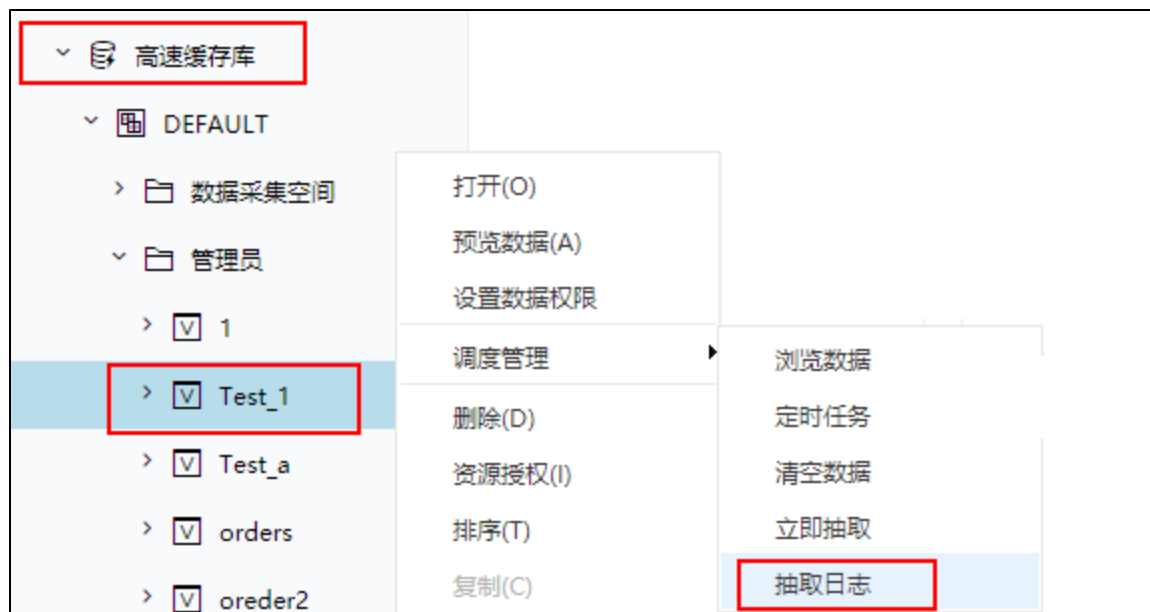 高速缓存库
DEFAULT
数据采集空间
管理员
1
Test_1
Test_a
orders
oreder2
打开(O)
预览数据(A)
设置数据权限
调度管理
删除(D)
资源授权(I)
排序(T)
复制(C)
浏览数据
定时任务
清空数据
立即抽取
抽取日志